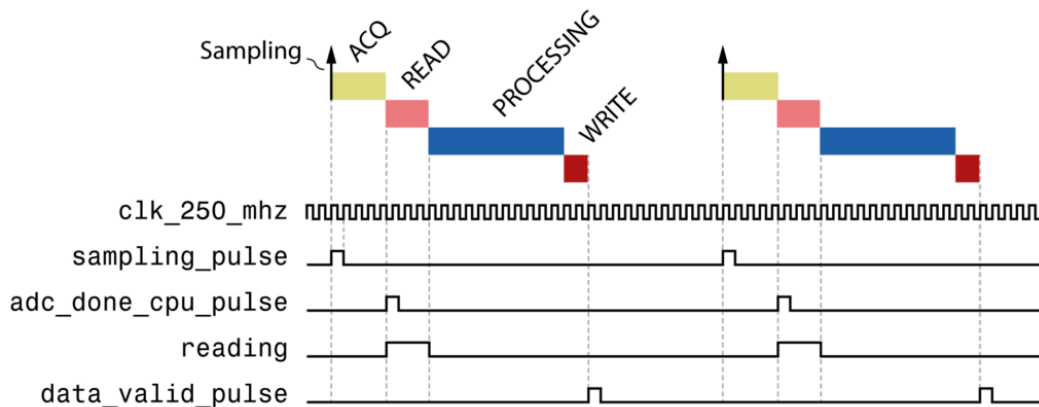 Sampling
ACQ
READ
PROCESSING
WRITE
clk_250_mhz
sampling_pulse
adc_done_cpu_pulse
reading
data_valid_pulse